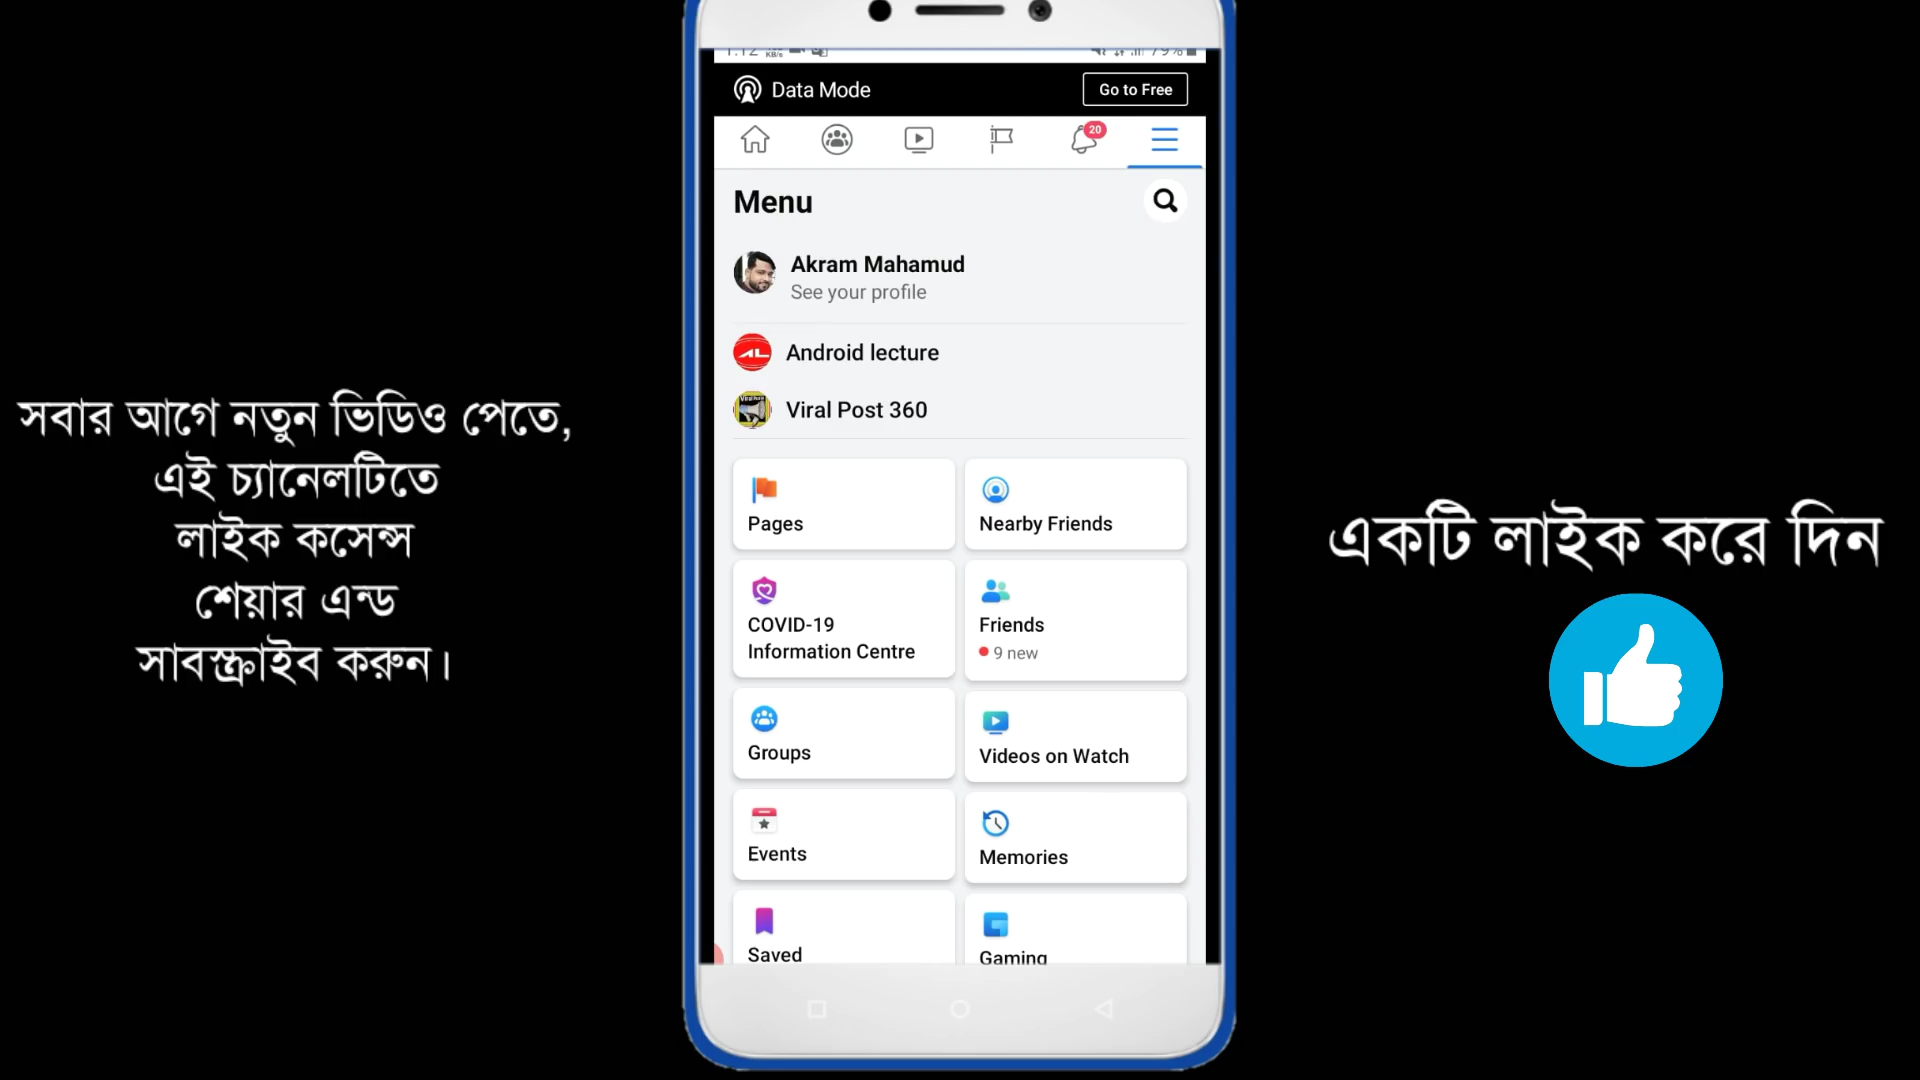 Data Mode
Go to Free
20
Menu
Akram Mahamud
See your profile
Android lecture
Viral Post 360
Pages
Nearby Friends
COVID-19
Information Centre
Friends
9 new
Groups
Videos on Watch
Events
Memories
Saved
Gaming
সবার আগে নতুন ভিডিও পেতে,
এই চ্যানেলটিতে
লাইক কসেন্স
শেয়ার এন্ড
সাবস্ক্রাইব করুন।
একটি লাইক করে দিন